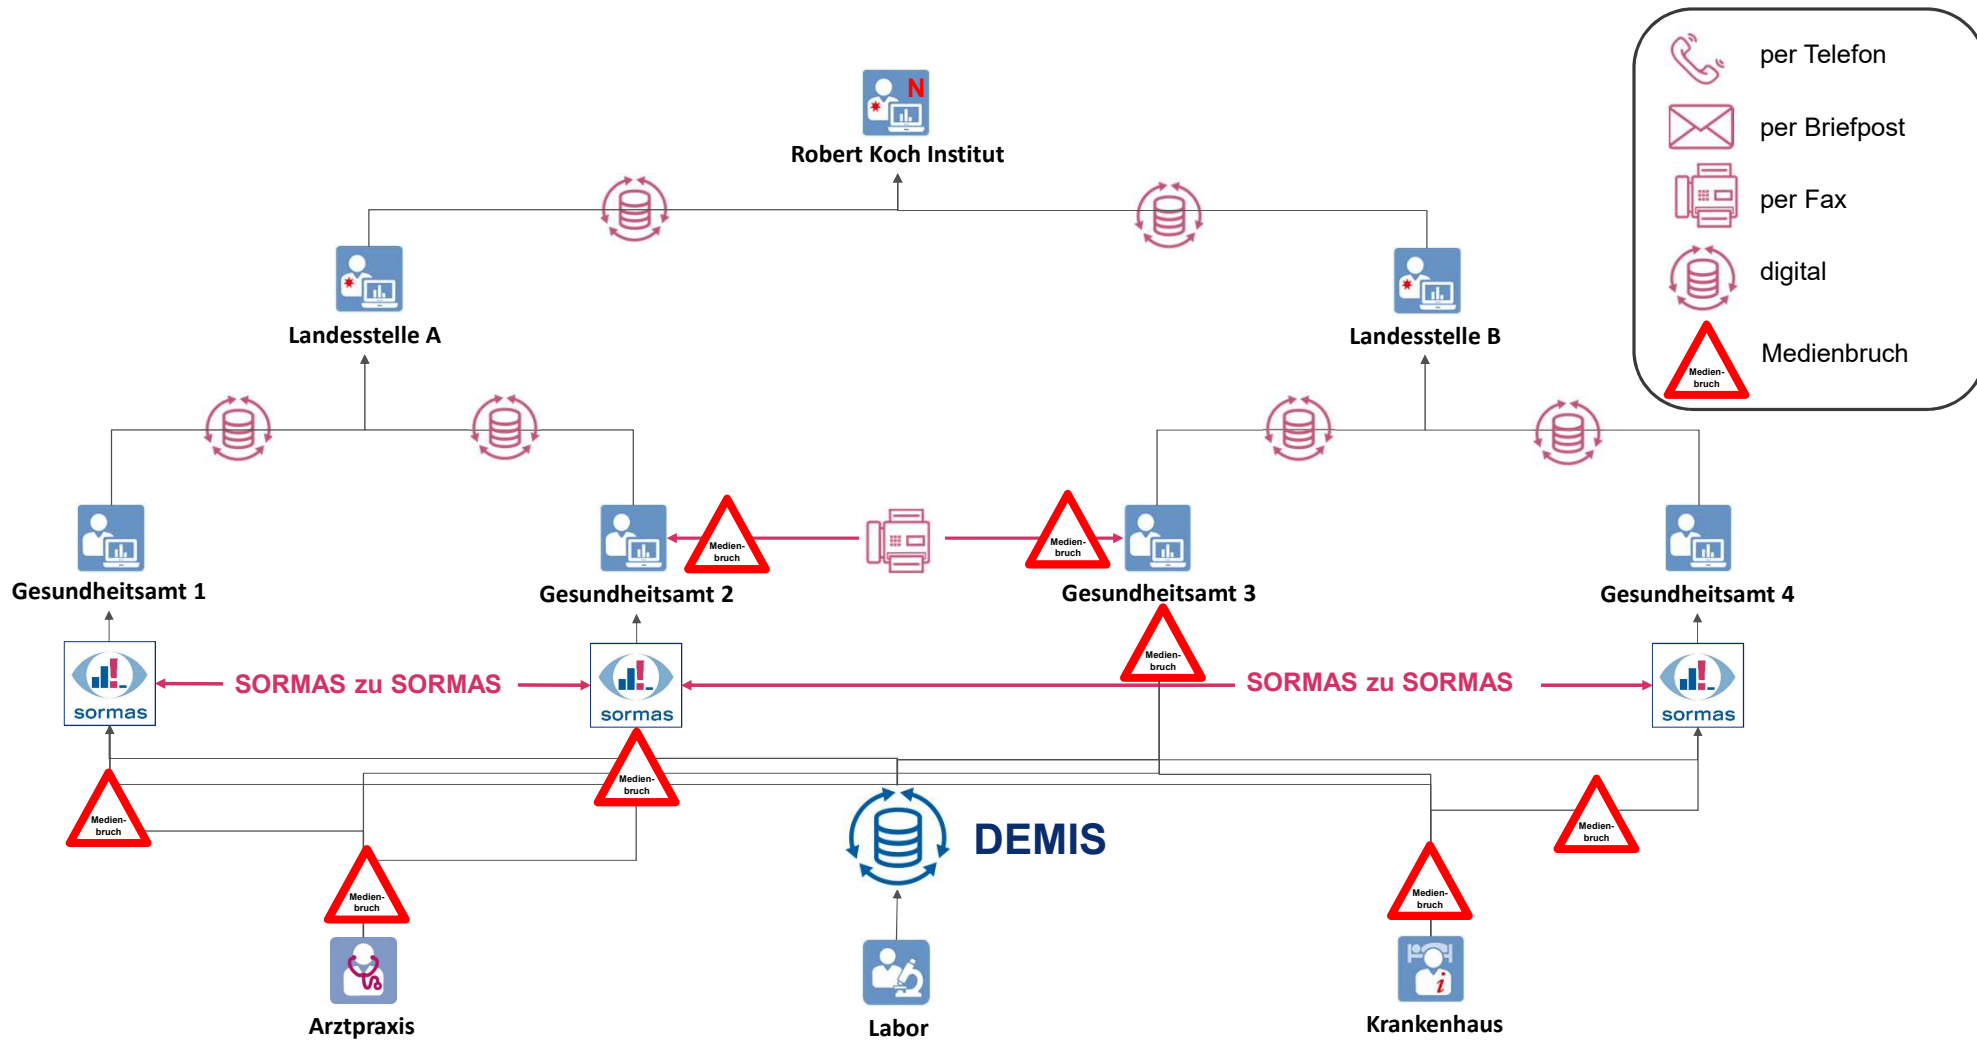 per Telefon
N
per Briefpost
Robert Koch Institut
per Fax
digital
Landesstelle A
Landesstelle B
Medienbruch
Medien-
bruch
Medien-
bruch
Medien-
bruch
Gesundheitsamt 1
Gesundheitsamt 2
Gesundheitsamt 3
Gesundheitsamt 4
Medien-
bruch
SORMAS zu SORMAS
SORMAS zu SORMAS
sormas
sormas
sormas
Medien-
bruch
Medien-
bruch
Medien-
bruch
DEMIS
Medien-
bruch
Medien-
bruch
i
Arztpraxis
Labor
Krankenhaus